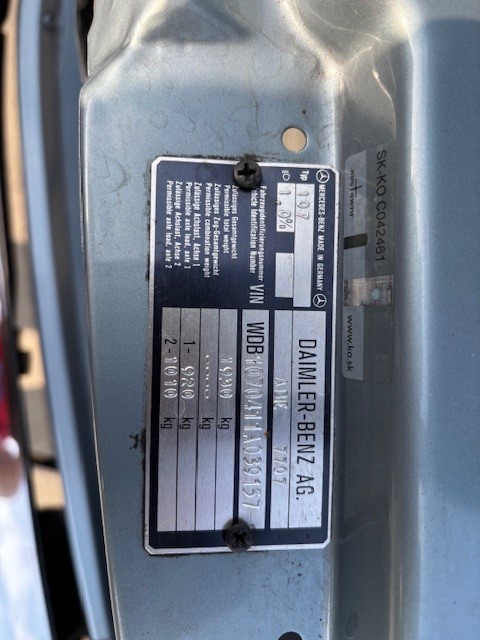 SK-KO C042461-
www.ko.sk
MERCEDES-BENZ MADE IN GERMANY
DAIMLER-BENZ AG.
Typ 107
ABE 7707
1,0%
Fahrzeugidentifizierungsnummer
Vehicle Identification Number VIN WDB1070411A039157
Zulässiges Gesamtgewicht
Permissible total weight 1930 kg
Zulässiges Zug-Gesamtgewicht
Permissible combination weight kg
Zulässige Achslast, Achse 1
Permissible axle load, axle 1 1- 920 kg
Zulässige Achslast, Achse 2
Permissible axle load, axle 2 2-1010 kg